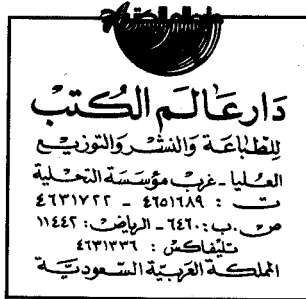 دار عالم الكتب
للطباعة والنشر والتوزيع
العليا - غرب مؤسسة التحلية
ت : ٤٦٥١٦٨٩ - ٤٦٣١٧٢٢
ص.ب: ٦٤٦٠ - الرياض: ١١٤٤٢
تليفاكس : ٤٦٣١٣٣٦
المملكة العربية السعودية